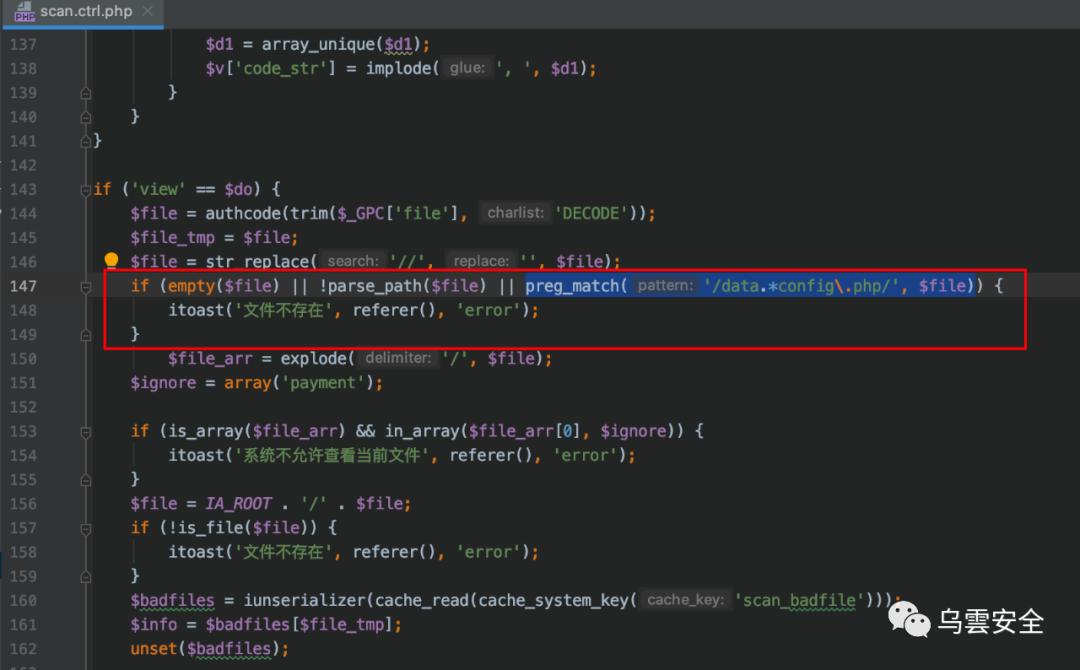 PHP scan.ctrl.php
137 $d1 = array_unique($d1);
138 $v['code_str'] = implode( glue: ', ', $d1);
139 }
140 }
141 }
142
143 if ('view' == $do) {
144 $file = authcode(trim($_GPC['file'], charlist: 'DECODE'));
145 $file_tmp = $file;
146 $file = str_replace( search: '//', replace: '', $file);
147 if (empty($file) || !parse_path($file) || preg_match( pattern: '/data.*config\.php/', $file)) {
148 itoast('文件不存在', referer(), 'error');
149 }
150 $file_arr = explode( delimiter: '/', $file);
151 $ignore = array('payment');
152
153 if (is_array($file_arr) && in_array($file_arr[0], $ignore)) {
154 itoast('系统不允许查看当前文件', referer(), 'error');
155 }
156 $file = IA_ROOT . '/' . $file;
157 if (!is_file($file)) {
158 itoast('文件不存在', referer(), 'error');
159 }
160 $badfiles = iunserializer(cache_read(cache_system_key( cache_key: 'scan_badfile')));
161 $info = $badfiles[$file_tmp];
162 unset($badfiles);
乌雲安全